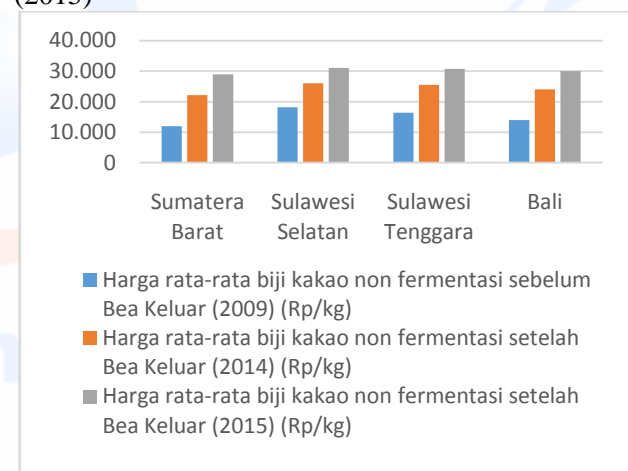 (2015)
40.000
30.000
20.000
10.000
0
Sumatera Barat
Sulawesi Selatan
Sulawesi Tenggara
Bali
Harga rata-rata biji kakao non fermentasi sebelum
Bea Keluar (2009) (Rp/kg)
Harga rata-rata biji kakao non fermentasi setelah
Bea Keluar (2014) (Rp/kg)
Harga rata-rata biji kakao non fermentasi setelah
Bea Keluar (2015) (Rp/kg)